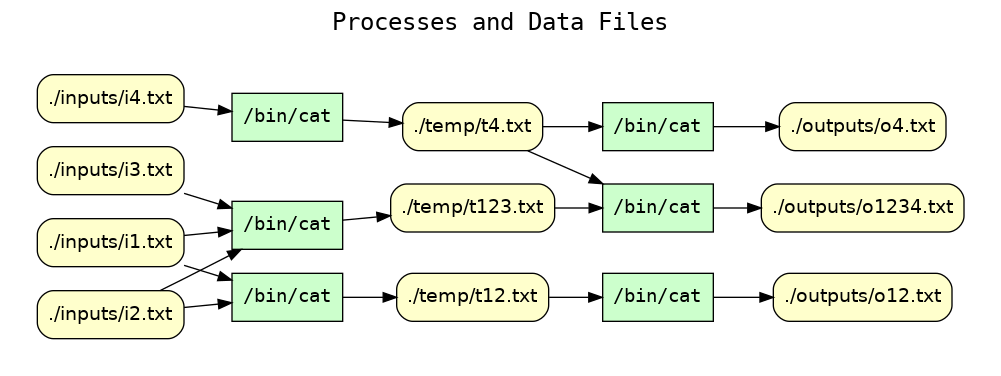 Processes and Data Files
./inputs/i4.txt
/bin/cat
./temp/t4.txt
/bin/cat
./outputs/o4.txt
./inputs/i3.txt
/bin/cat
./temp/t123.txt
/bin/cat
./outputs/o1234.txt
./inputs/i1.txt
/bin/cat
./temp/t12.txt
/bin/cat
./outputs/o12.txt
./inputs/i2.txt